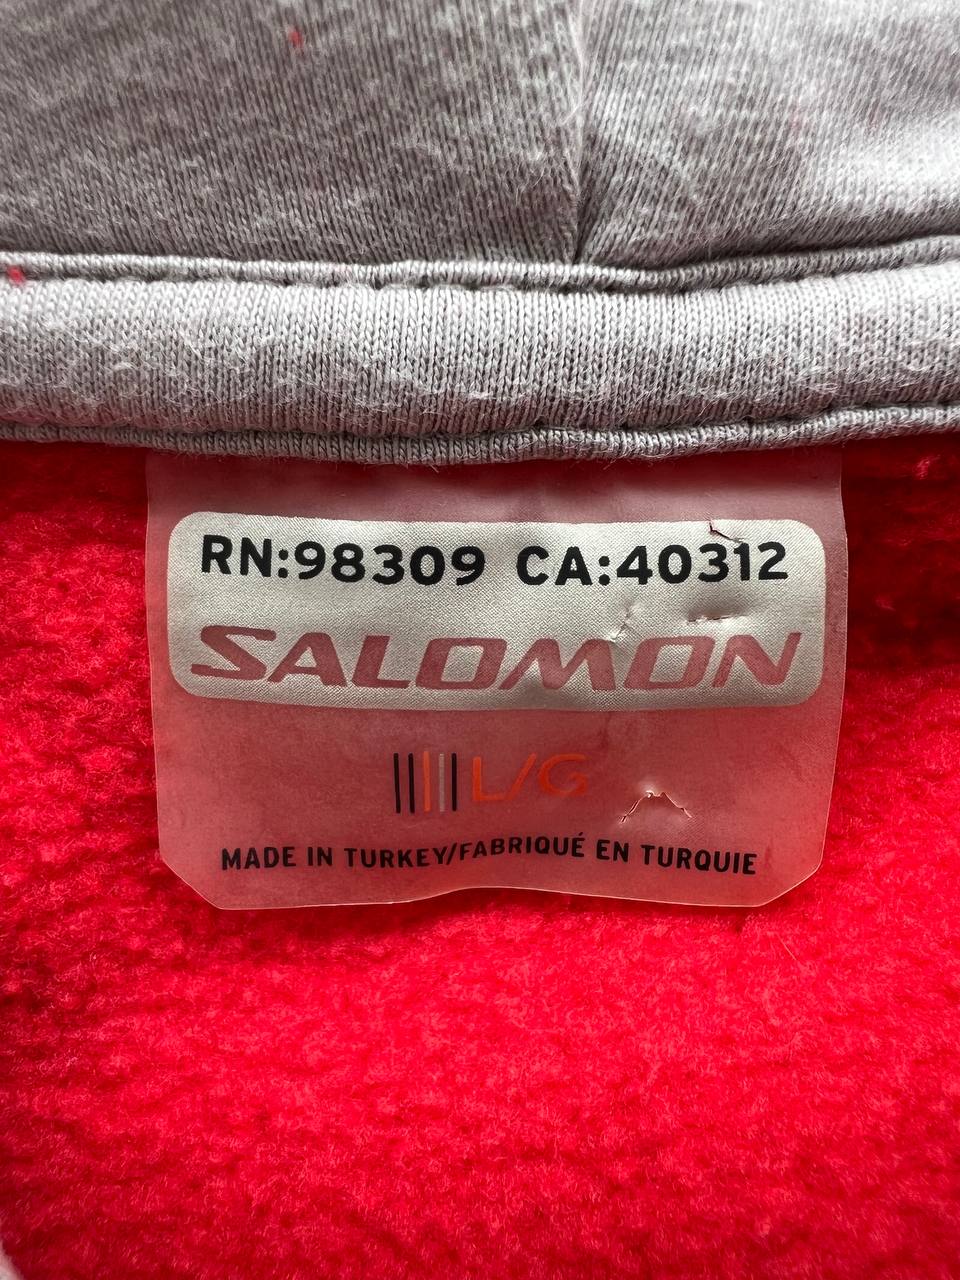 RN:98309 CA:40312
SALOMON
L/G
MADE IN TURKEY/FABRIQUÉ EN TURQUIE